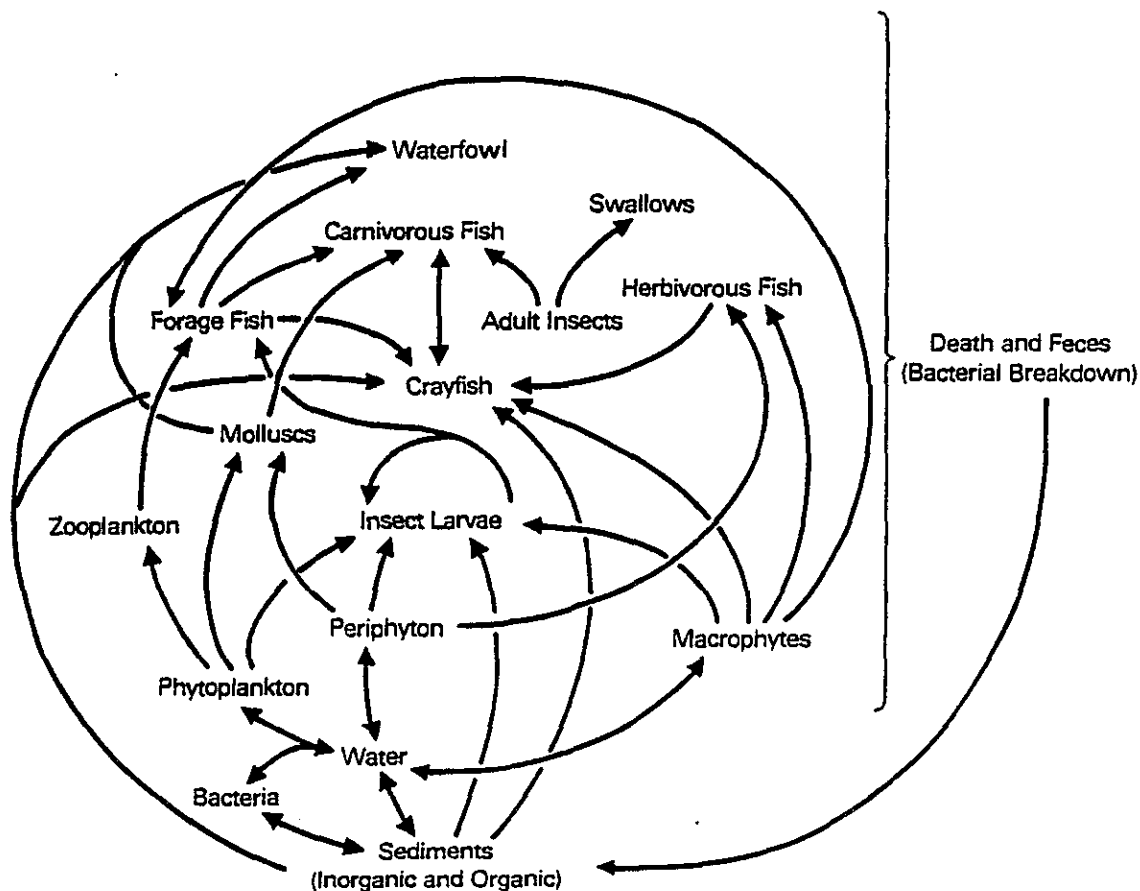 Waterfowl
Swallows
Carnivorous Fish
Herbivorous Fish
Forage Fish
Adult Insects
Death and Feces
(Bacterial Breakdown)
Crayfish
Molluscs
Zooplankton
Insect Larvae
Periphyton
Macrophytes
Phytoplankton
Water
Bacteria
Sediments
(Inorganic and Organic)